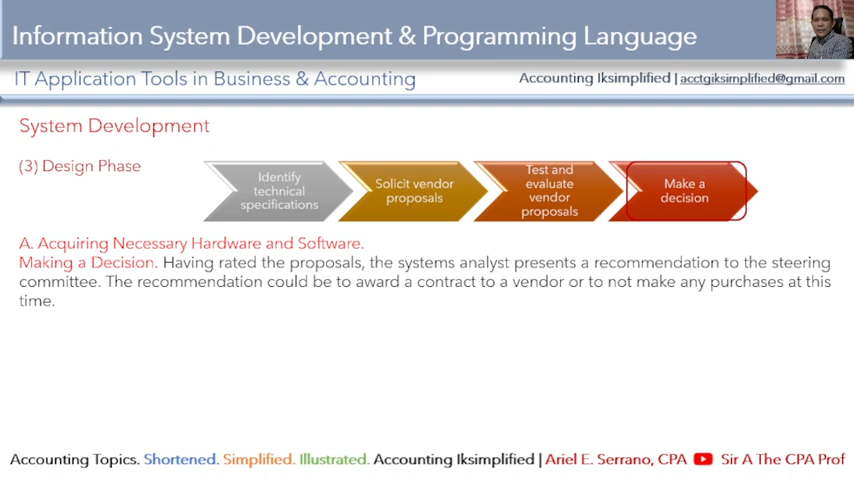 Information System Development & Programming Language
IT Application Tools in Business & Accounting
Accounting Iksimplified | acctgiksimplified@gmail.com
System Development
(3) Design Phase
Identify
technical
specifications
Solicit vendor
proposals
Test and
evaluate
vendor
proposals
Make a
decision
A. Acquiring Necessary Hardware and Software.
Making a Decision. Having rated the proposals, the systems analyst presents a recommendation to the steering
committee. The recommendation could be to award a contract to a vendor or to not make any purchases at this
time.
Accounting Topics. Shortened. Simplified. Illustrated. Accounting Iksimplified | Ariel E. Serrano, CPA Sir A The CPA Prof